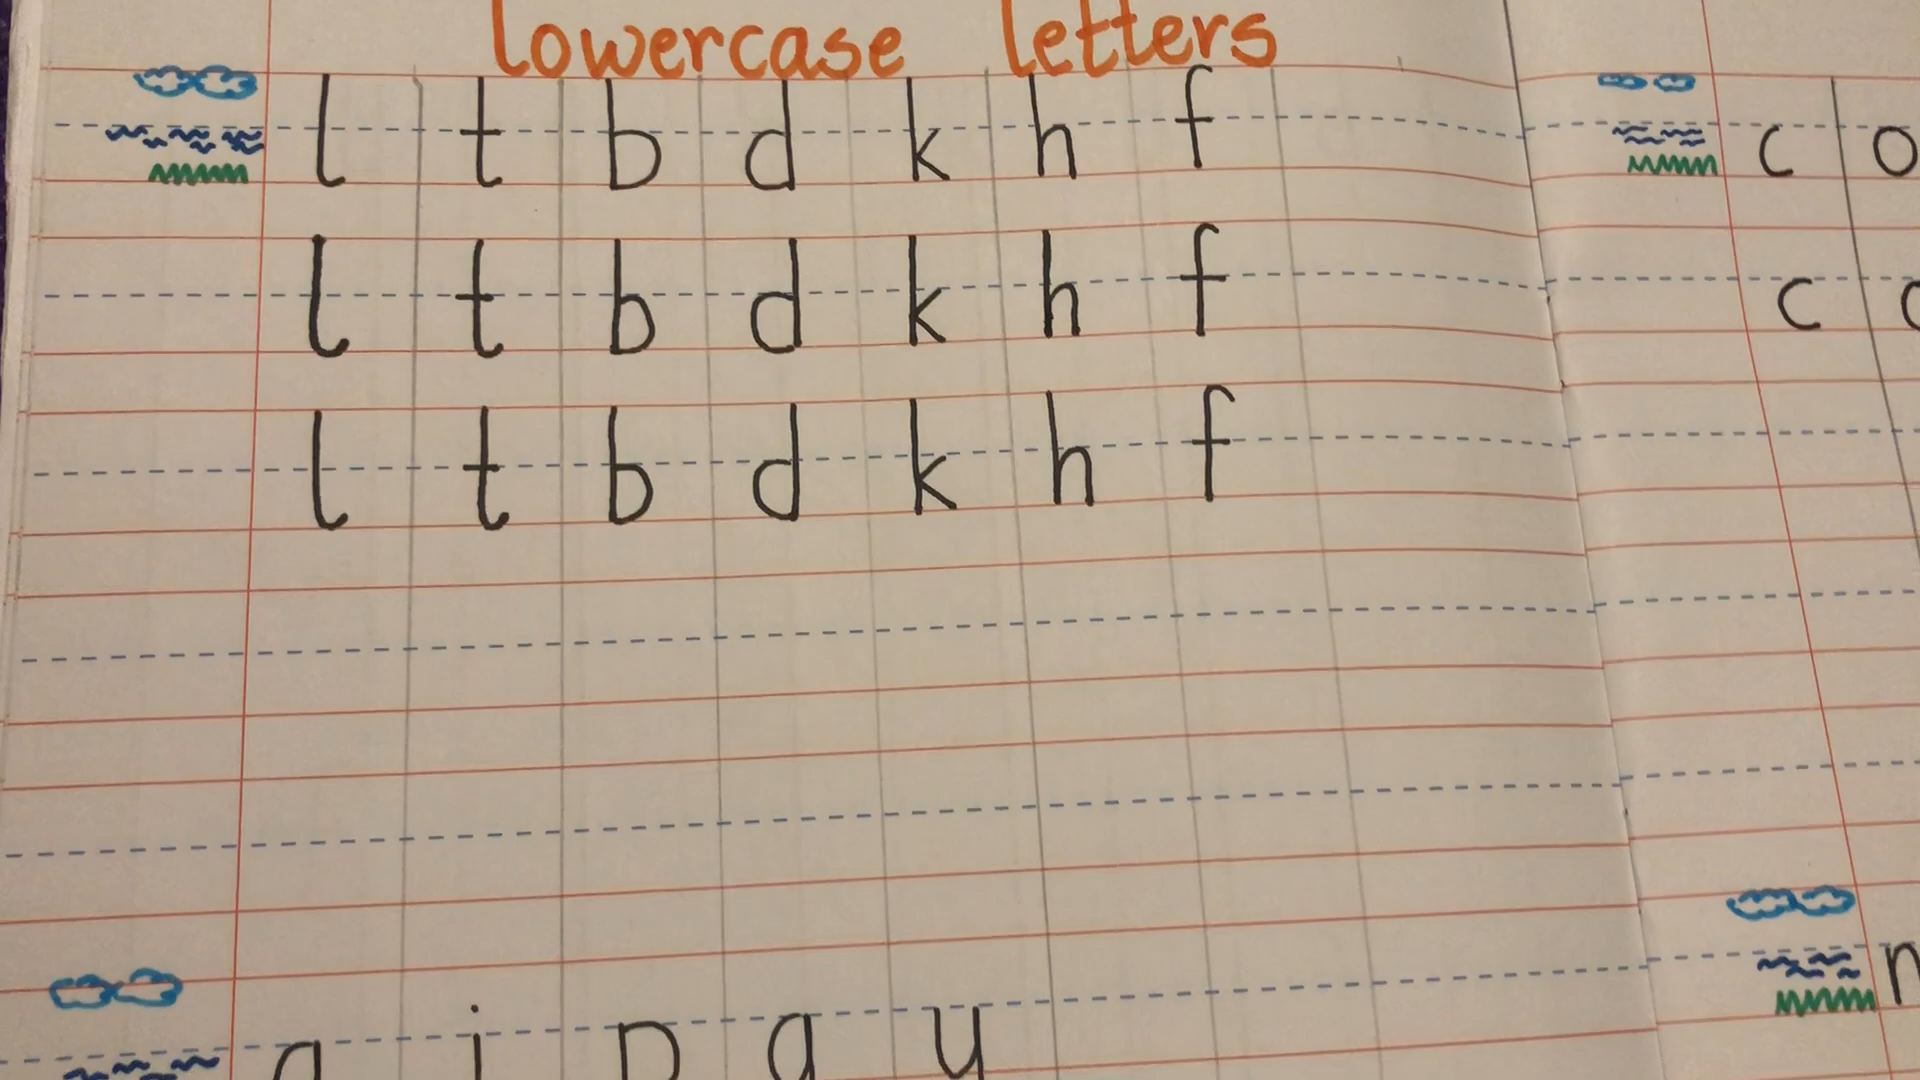 lowercase letters
l t b d k h f
l t b d k h f
l t b d k h f
j p q y
c o
c